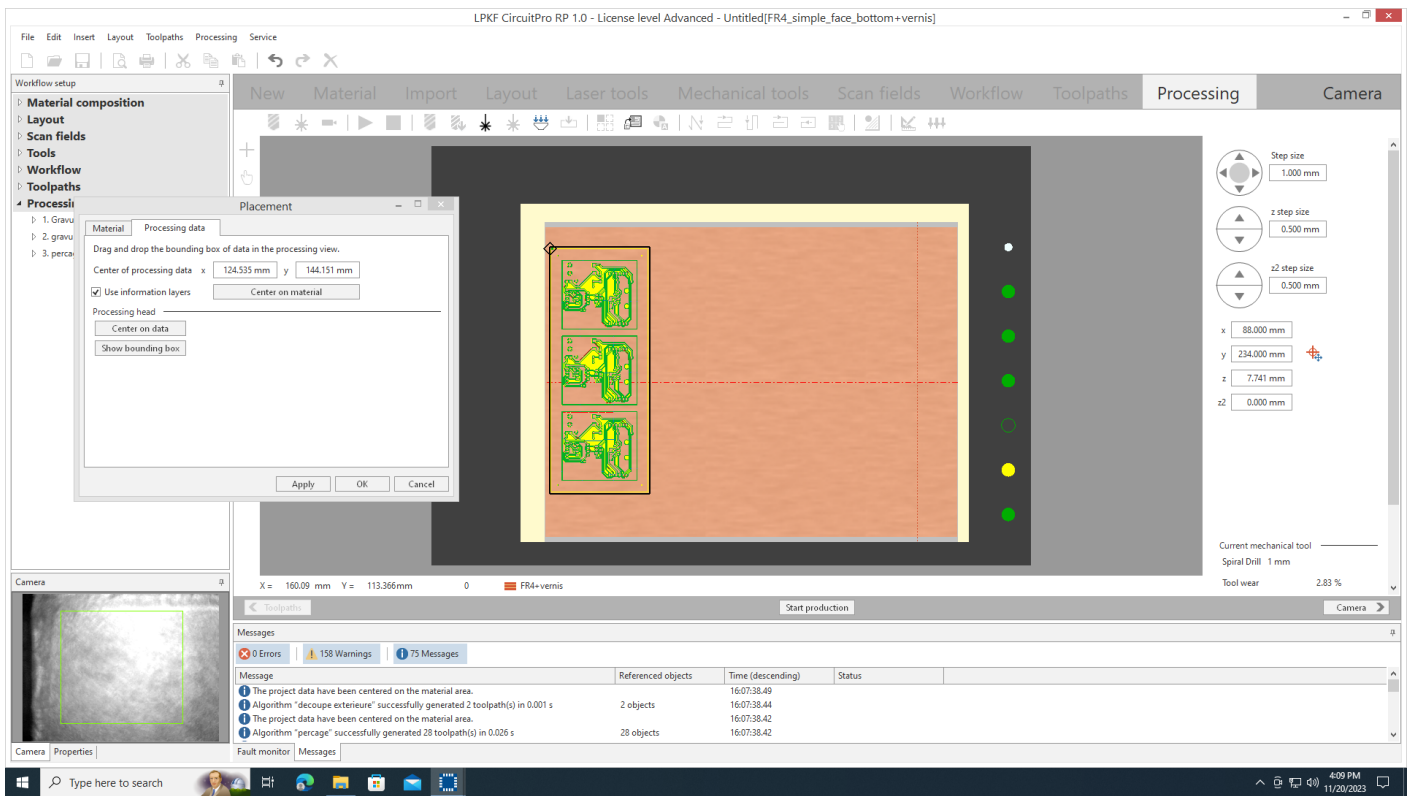 LPKF CircuitPro RP 1.0 - License level Advanced - Untitled[FR4_simple_face_bottom+vernis]
File Edit Insert Layout Toolpaths Processing Service
Workflow setup
Material composition
Layout
Scan fields
Tools
Workflow
Toolpaths
Processin
1. Gravu
2. gravu
3. perca
New Material Import Layout Laser tools Mechanical tools Scan fields Workflow Toolpaths Processing Camera
Placement
Material Processing data
Drag and drop the bounding box of data in the processing view.
Center of processing data x 124.535 mm y 144.151 mm
Use information layers Center on material
Processing head
Center on data
Show bounding box
Apply OK Cancel
Step size
1.000 mm
z step size
0.500 mm
z2 step size
0.500 mm
x 88.000 mm
y 234.000 mm
z 7.741 mm
z2 0.000 mm
Current mechanical tool
Spiral Drill 1 mm
Tool wear 2.83 %
X = 160.09 mm Y = 113.366mm 0 FR4+vernis
Toolpaths Start production Camera
Camera
Camera Properties
Messages
0 Errors 158 Warnings 75 Messages
Message Referenced objects Time (descending) Status
The project data have been centered on the material area. 16:07:38.49
Algorithm "decoupe exterieure" successfully generated 2 toolpath(s) in 0.001 s 2 objects 16:07:38.44
The project data have been centered on the material area. 16:07:38.42
Algorithm "percage" successfully generated 28 toolpath(s) in 0.026 s 28 objects 16:07:38.42
Fault monitor Messages
Type here to search
4:09 PM
11/20/2023